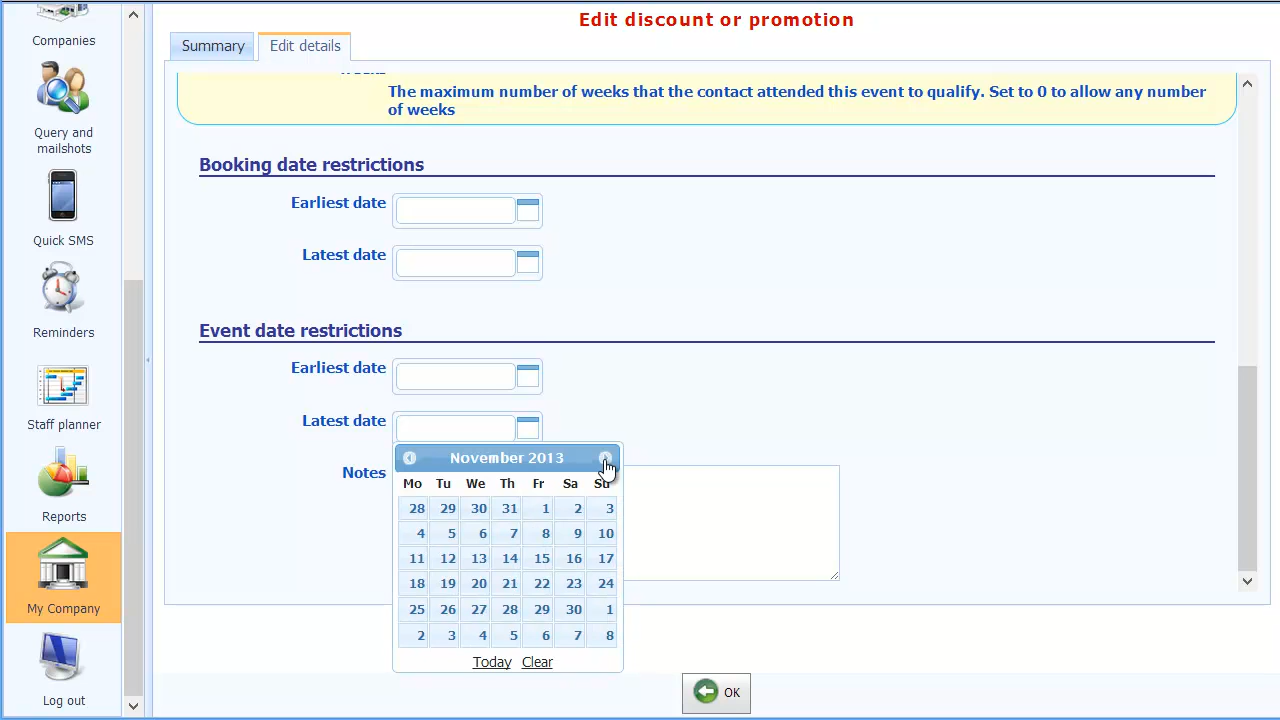 Edit discount or promotion
Companies
Query and
mailshots
Quick SMS
Reminders
Staff planner
Reports
My Company
Log out
Summary
Edit details
weeks
The maximum number of weeks that the contact attended this event to qualify. Set to 0 to allow any number
of weeks
Booking date restrictions
Earliest date
Latest date
Event date restrictions
Earliest date
Latest date
Notes
November 2013
Mo Tu We Th Fr Sa Su
28 29 30 31 1 2 3
4 5 6 7 8 9 10
11 12 13 14 15 16 17
18 19 20 21 22 23 24
25 26 27 28 29 30 1
2 3 4 5 6 7 8
Today Clear
OK